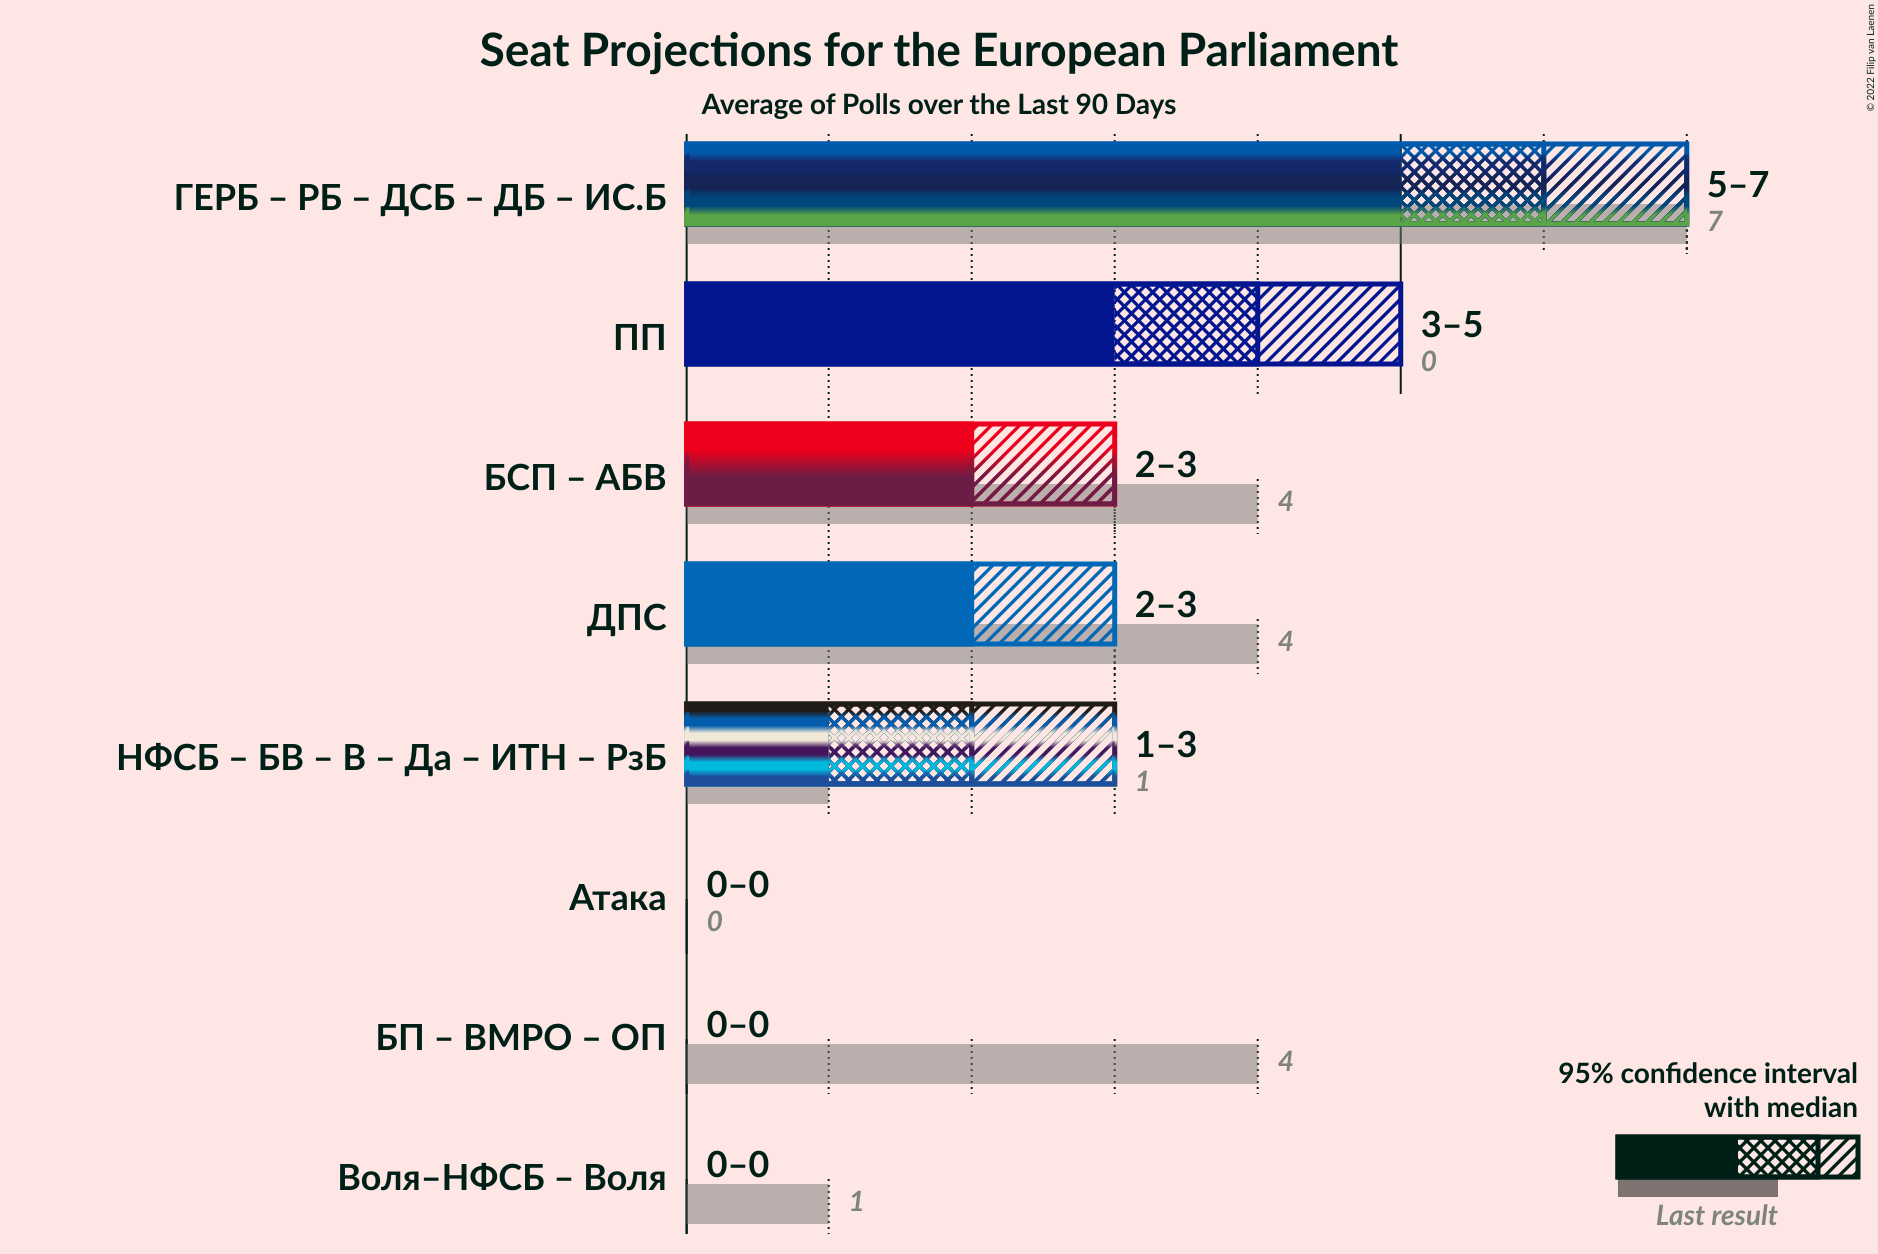 Seat Projections for the European Parliament
Average of Polls over the Last 90 Days
© 2022 Filip van Laenen
ГЕРБ – РБ – ДСБ – ДБ – ИС.Б
5–7
7
ПП
3–5
0
БСП – АБВ
2–3
4
ДПС
2–3
4
НФСБ – БВ – В – Да – ИТН – РзБ
1–3
1
Атака
0–0
0
БП – ВМРО – ОП
0–0
4
Воля–НФСБ – Воля
0–0
1
95% confidence interval
with median
Last result